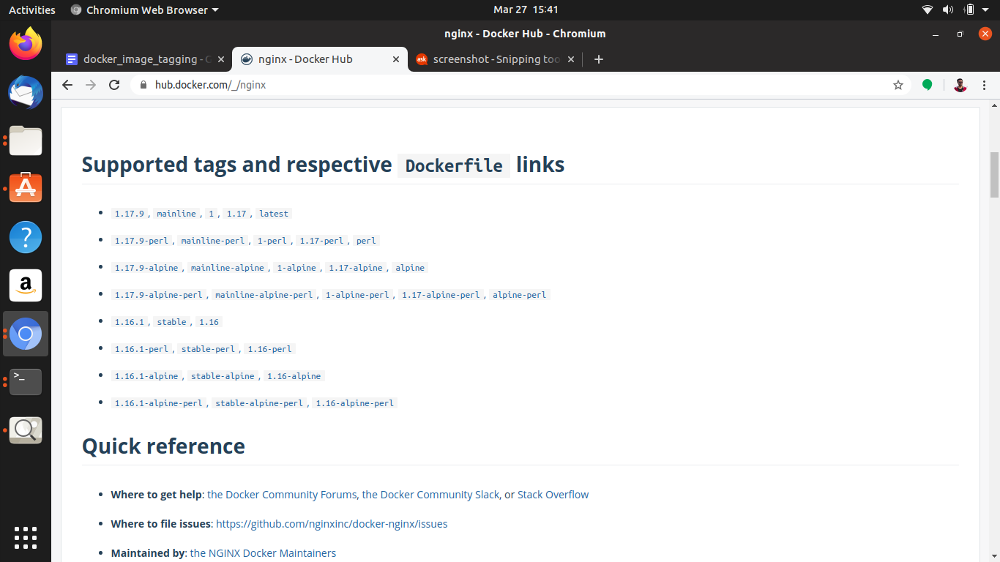 Activities Chromium Web Browser Mar 27 15:41
nginx - Docker Hub - Chromium
docker_image_tagging - nginx - Docker Hub screenshot - Snipping too
hub.docker.com/_/nginx
Supported tags and respective Dockerfile links
1.17.9, mainline, 1, 1.17, latest
1.17.9-perl, mainline-perl, 1-perl, 1.17-perl, perl
1.17.9-alpine, mainline-alpine, 1-alpine, 1.17-alpine, alpine
1.17.9-alpine-perl, mainline-alpine-perl, 1-alpine-perl, 1.17-alpine-perl, alpine-perl
1.16.1, stable, 1.16
1.16.1-perl, stable-perl, 1.16-perl
1.16.1-alpine, stable-alpine, 1.16-alpine
1.16.1-alpine-perl, stable-alpine-perl, 1.16-alpine-perl
Quick reference
Where to get help: the Docker Community Forums, the Docker Community Slack, or Stack Overflow
Where to file issues: https://github.com/nginxinc/docker-nginx/issues
Maintained by: the NGINX Docker Maintainers